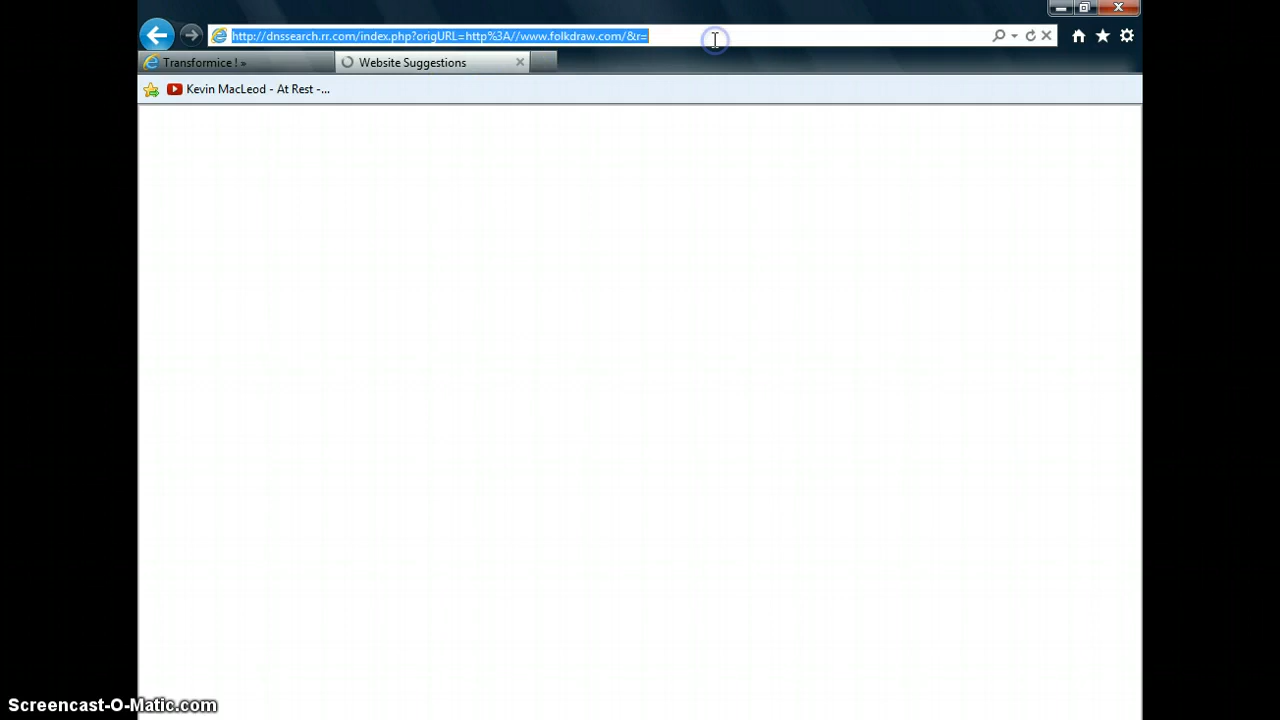 http://dnssearch.rr.com/index.php?origURL=http%3A//www.folkdraw.com/&r=
Transformice ! »
Website Suggestions
Kevin MacLeod - At Rest -...
Screencast-O-Matic.com